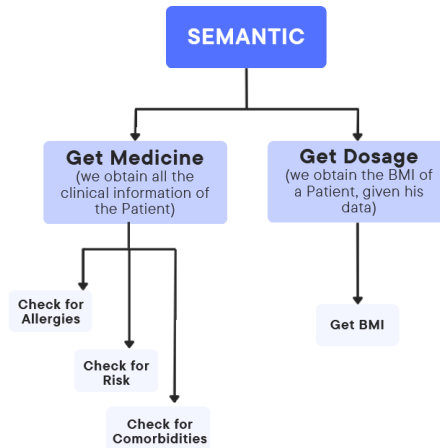 SEMANTIC
Get Medicine
(we obtain all the
clinical information of
the Patient)
Get Dosage
(we obtain the BMI of
a Patient, given his
data)
Check for
Allergies
Get BMI
Check for
Risk
Check for
Comorbidities